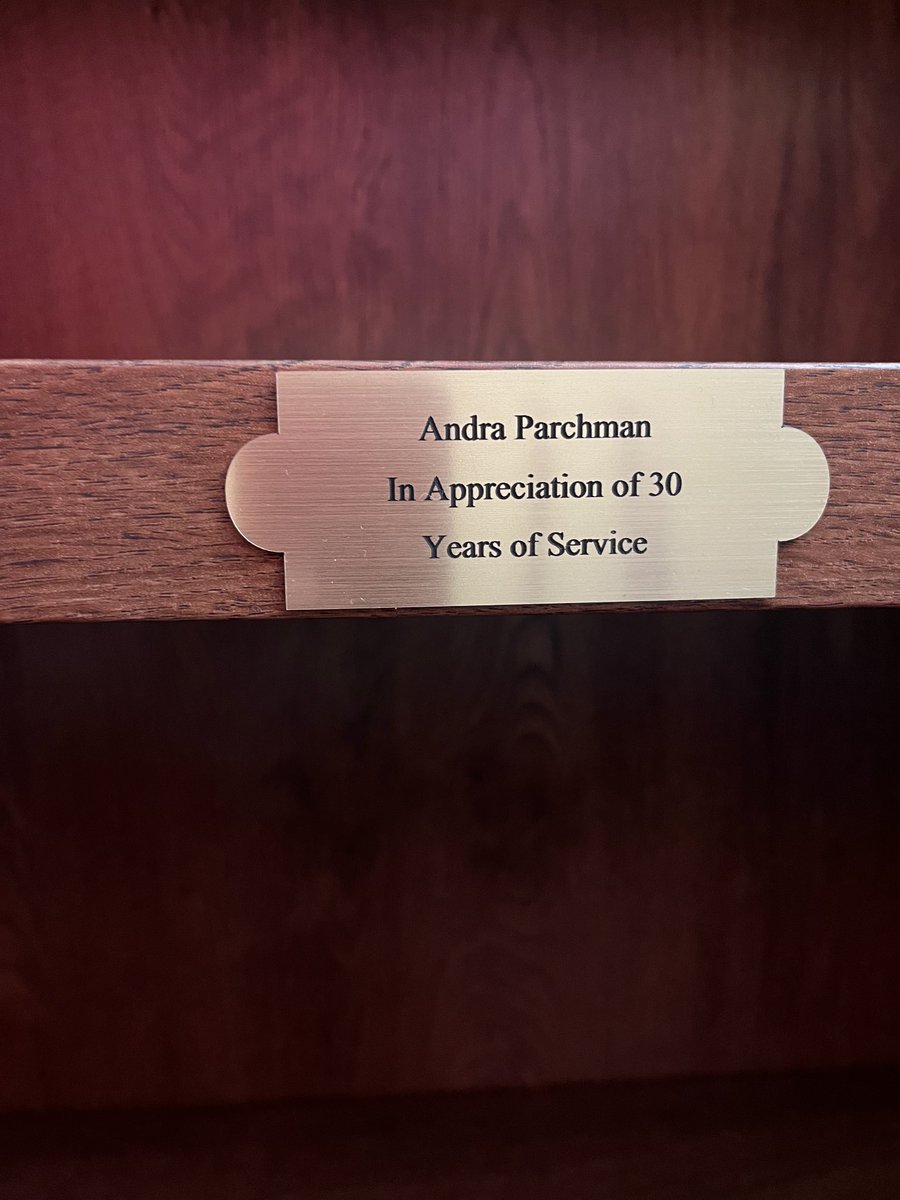 Andra Parchman
In Appreciation of 30
Years of Service